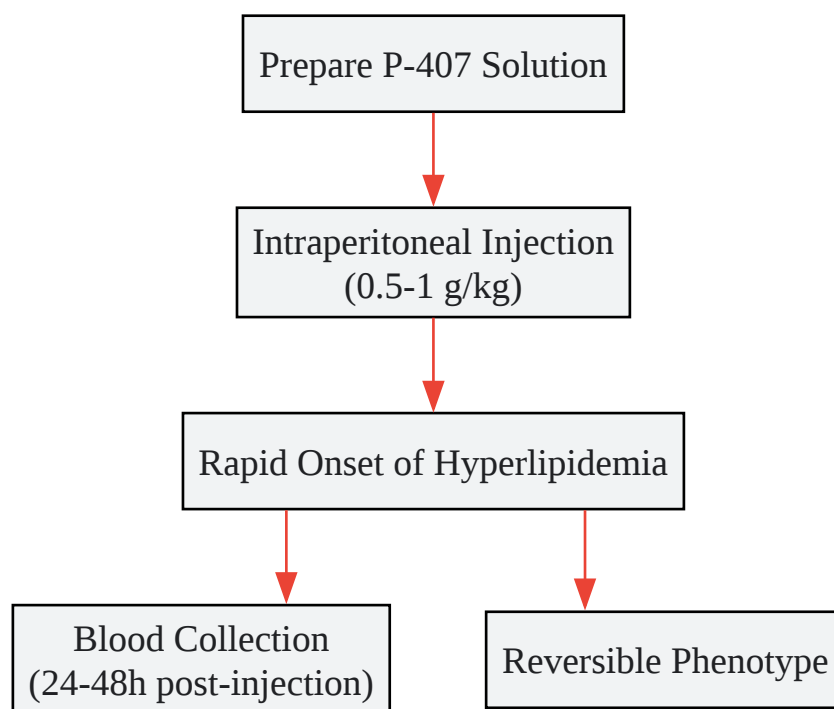 Prepare P-407 Solution
Intraperitoneal Injection
(0.5-1 g/kg)
Rapid Onset of Hyperlipidemia
Blood Collection
(24-48h post-injection)
Reversible Phenotype